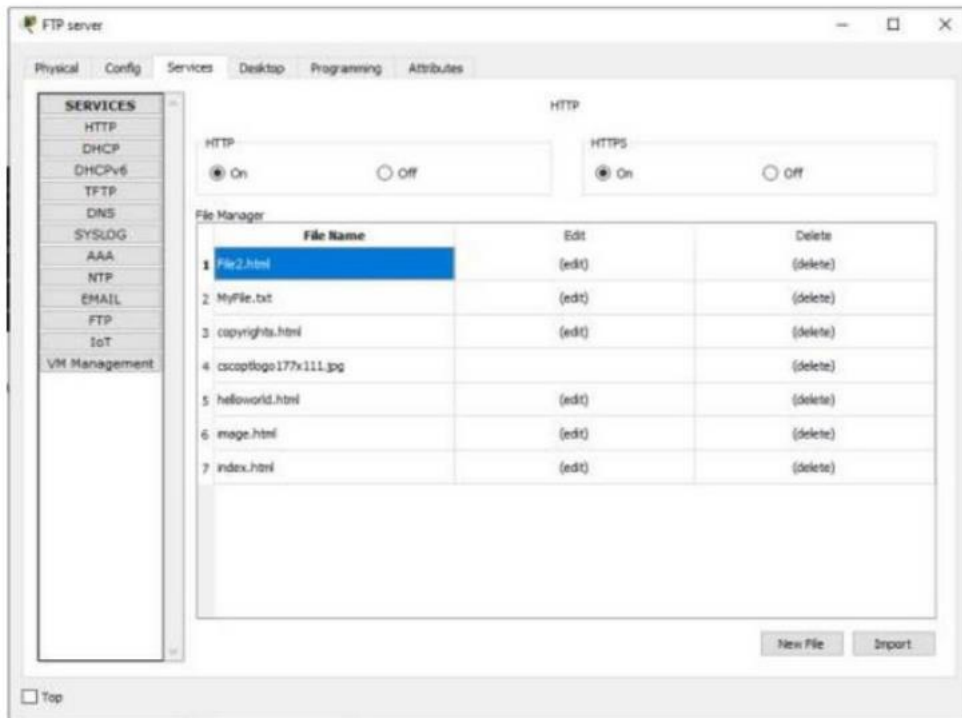 FTP server
Physical Config Services Desktop Programming Attributes
SERVICES
HTTP
DHCP
DHCPv6
TFTP
DNS
SYSLOG
AAA
NTP
EMAIL
FTP
IoT
VM Management
HTTP
HTTP
On Off
HTTPS
On Off
File Manager
File Name Edit Delete
1 File2.html (edit) (delete)
2 MyFile.txt (edit) (delete)
3 copyrights.html (edit) (delete)
4 cscoptlogo177x111.jpg (delete)
5 helloworld.html (edit) (delete)
6 image.html (edit) (delete)
7 index.html (edit) (delete)
New File Import
Top